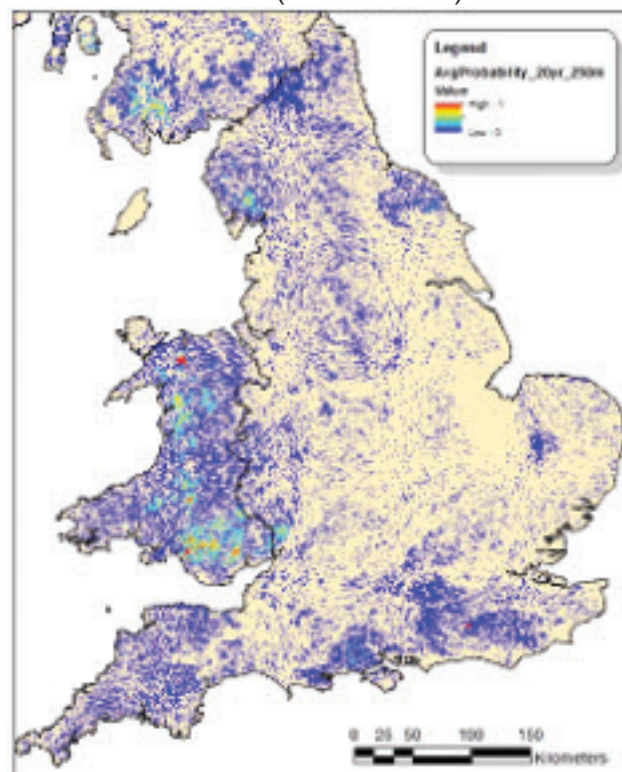 Legend
AvgProbability_20yr_250m
Value
High : 1
Low : 0
0 25 50 100 150
Kilometers